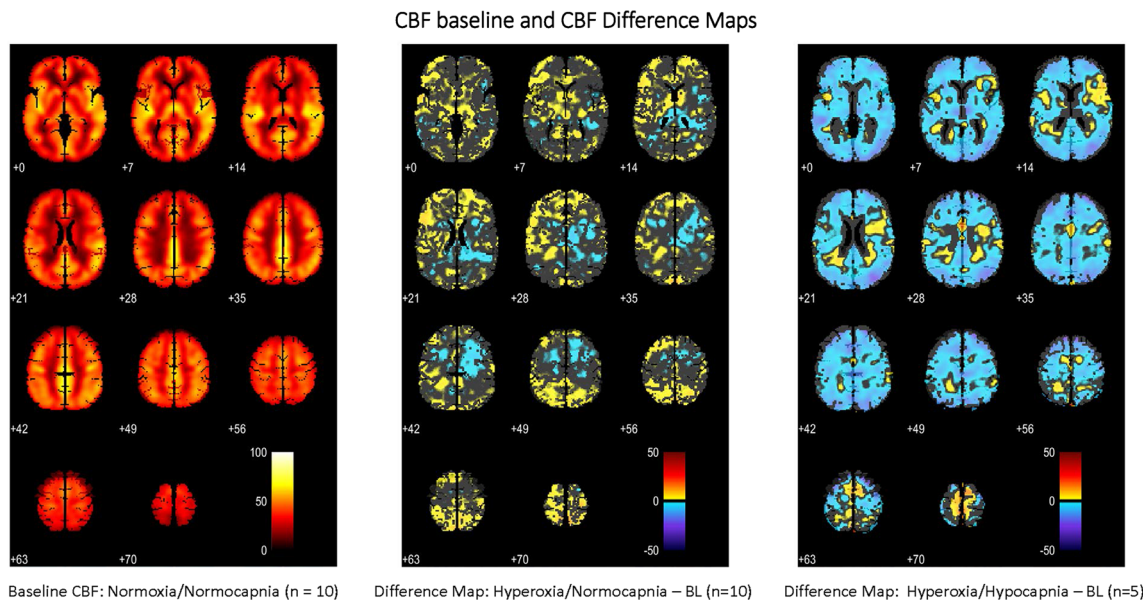 CBF baseline and CBF Difference Maps
+0 +7 +14
+21 +28 +35
+42 +49 +56
+63 +70
100
50
0
+0 +7 +14
+21 +28 +35
+42 +49 +56
+63 +70
50
0
-50
+0 +7 +14
+21 +28 +35
+42 +49 +56
+63 +70
50
0
-50
Baseline CBF: Normoxia/Normocapnia (n = 10)
Difference Map: Hyperoxia/Normocapnia – BL (n=10)
Difference Map: Hyperoxia/Hypocapnia – BL (n=5)